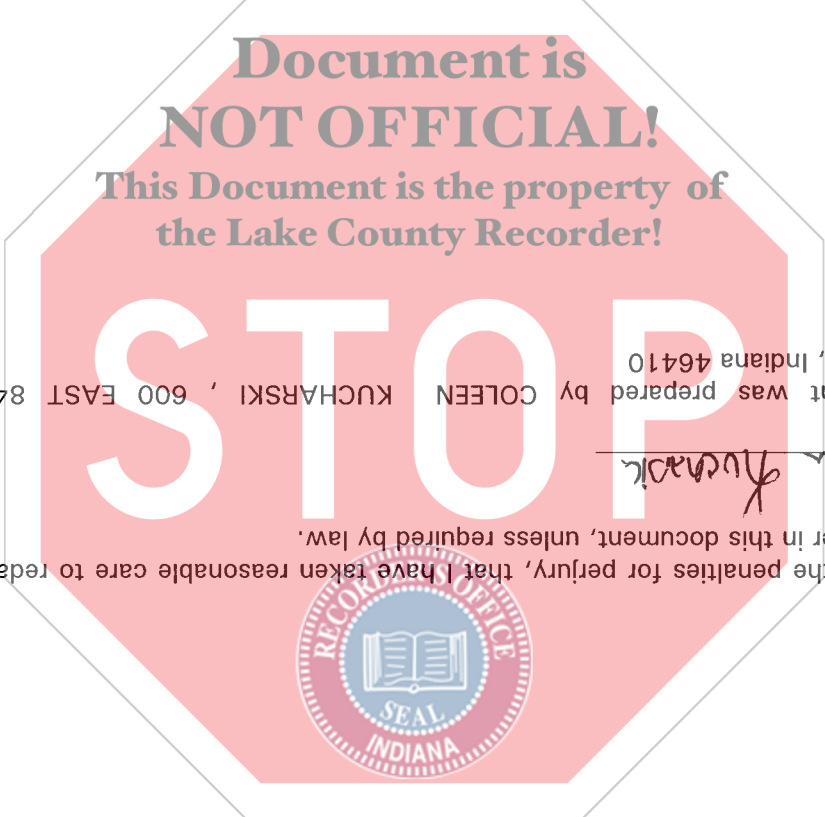 Document is
NOT OFFICIAL!
This Document is the property of
the Lake County Recorder!
STOP
the penalties for perjury, that I have taken reasonable care to
in this document, unless required by law.
Kucharski
was prepared by COLEEN KUCHARSKI , 600 EAST 84
, Indiana 46410
RECORDER'S OFFICE
SEAL
INDIANA